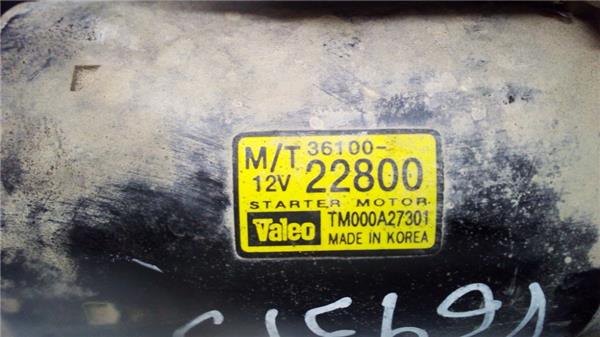 M/T 36100-
12V 22800
STARTER MOTOR
Valeo TM000A27301
MADE IN KOREA